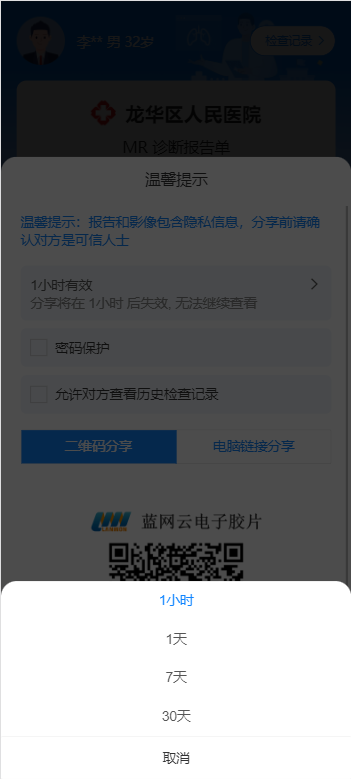 李** 男 32岁
检查记录
龙华区人民医院
MR 诊断报告单
温馨提示
温馨提示：报告和影像包含隐私信息，分享前请确
认对方是可信人士
1小时有效
分享将在 1小时 后失效, 无法继续查看
密码保护
允许对方查看历史检查记录
二维码分享
电脑链接分享
蓝网云电子胶片
1小时
1天
7天
30天
取消